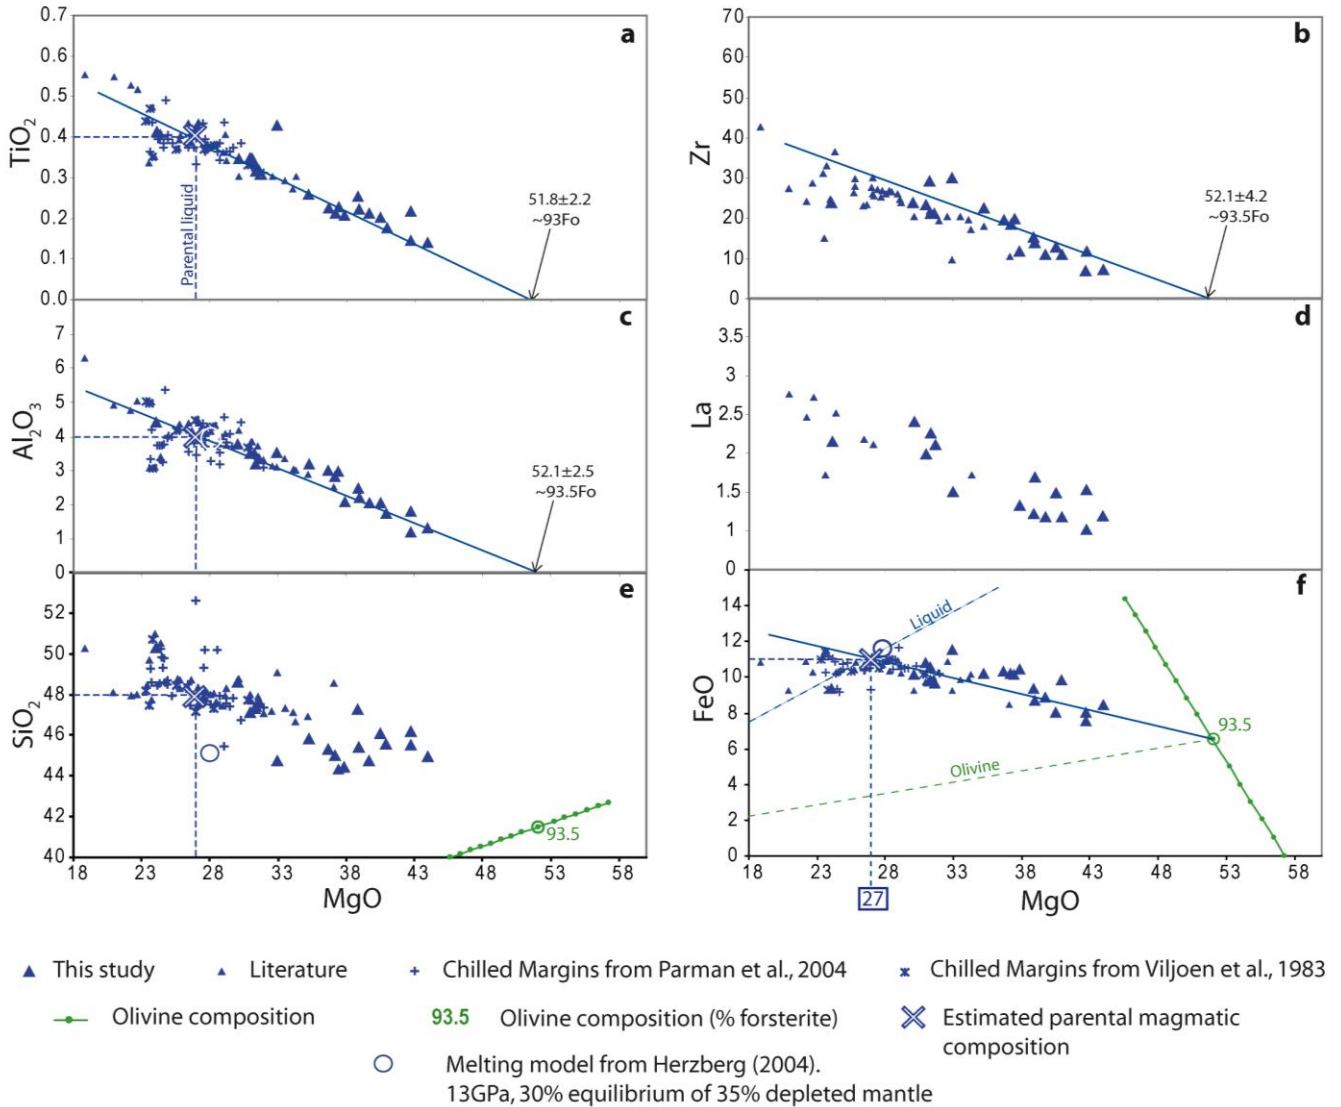 0.7
0.6
0.5
0.4
0.3
0.2
0.1
0.0
TiO2
a
Parental liquid
51.8±2.2
~93Fo
70
60
50
40
30
20
10
0
Zr
b
52.1±4.2
~93.5Fo
7
6
5
4
3
2
1
0
Al2O3
c
52.1±2.5
~93.5Fo
3.5
3
2.5
2
1.5
1
0
La
d
52
50
48
46
44
42
40
SiO2
e
93.5
18 23 28 33 38 43 48 53 58
MgO
14
12
10
8
6
4
2
0
FeO
f
Liquid
Olivine
93.5
18 23 28 33 38 43 48 53 58
27
MgO
This study
Literature
Chilled Margins from Parman et al., 2004
Chilled Margins from Viljoen et al., 1983
Olivine composition
93.5 Olivine composition (% forsterite)
Estimated parental magmatic
composition
Melting model from Herzberg (2004).
13GPa, 30% equilibrium of 35% depleted mantle